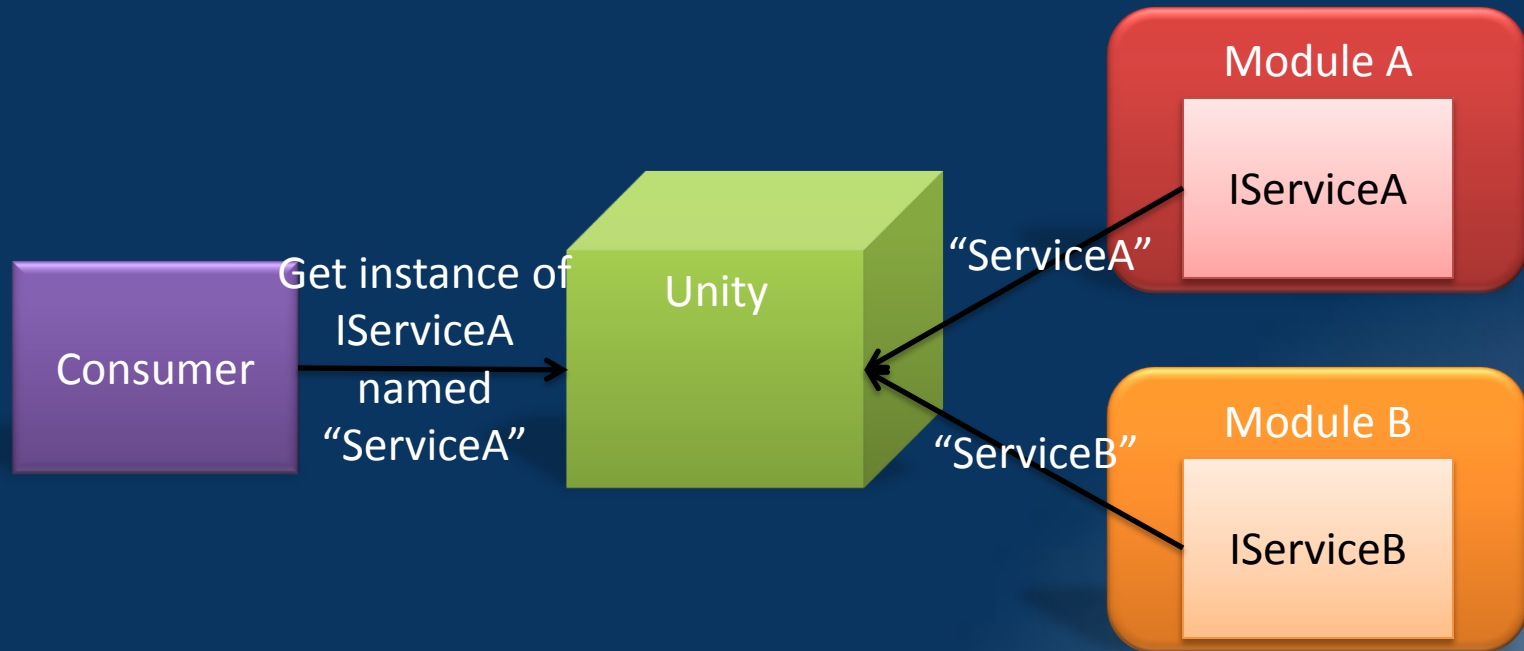 Consumer
Get instance of
IServiceA
named
“ServiceA”
Unity
“ServiceA”
“ServiceB”
Module A
IServiceA
Module B
IServiceB